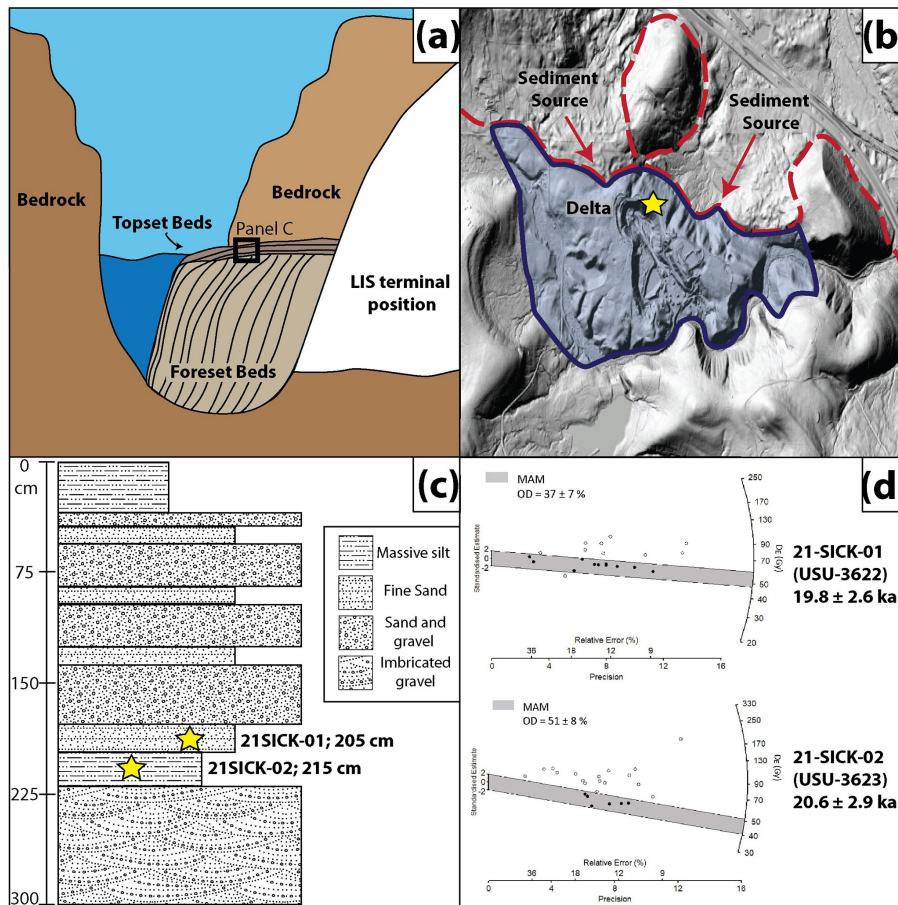 (a)
Bedrock
Bedrock
Topset Beds
Panel C
LIS terminal
position
Foreset Beds
(b)
Sediment
Source
Sediment
Source
Delta
(c)
0
cm
75
150
225
300
cm
Massive silt
Fine Sand
Sand and
gravel
Imbricated
gravel
21SICK-01; 205 cm
21SICK-02; 215 cm
(d)
MAM
OD = 37 ± 7 %
Standardised Estimate
2
0
-2
250
170
130
90
70
50
40
30
20
De (Gy)
Relative Error (%)
36 18 12 9
0 4 8 12 16
Precision
21-SICK-01
(USU-3622)
19.8 ± 2.6 ka
MAM
OD = 51 ± 8 %
Standardised Estimate
2
0
-2
330
250
170
130
90
70
50
40
30
De (Gy)
Relative Error (%)
36 18 12 9
0 4 8 12 16
Precision
21-SICK-02
(USU-3623)
20.6 ± 2.9 ka